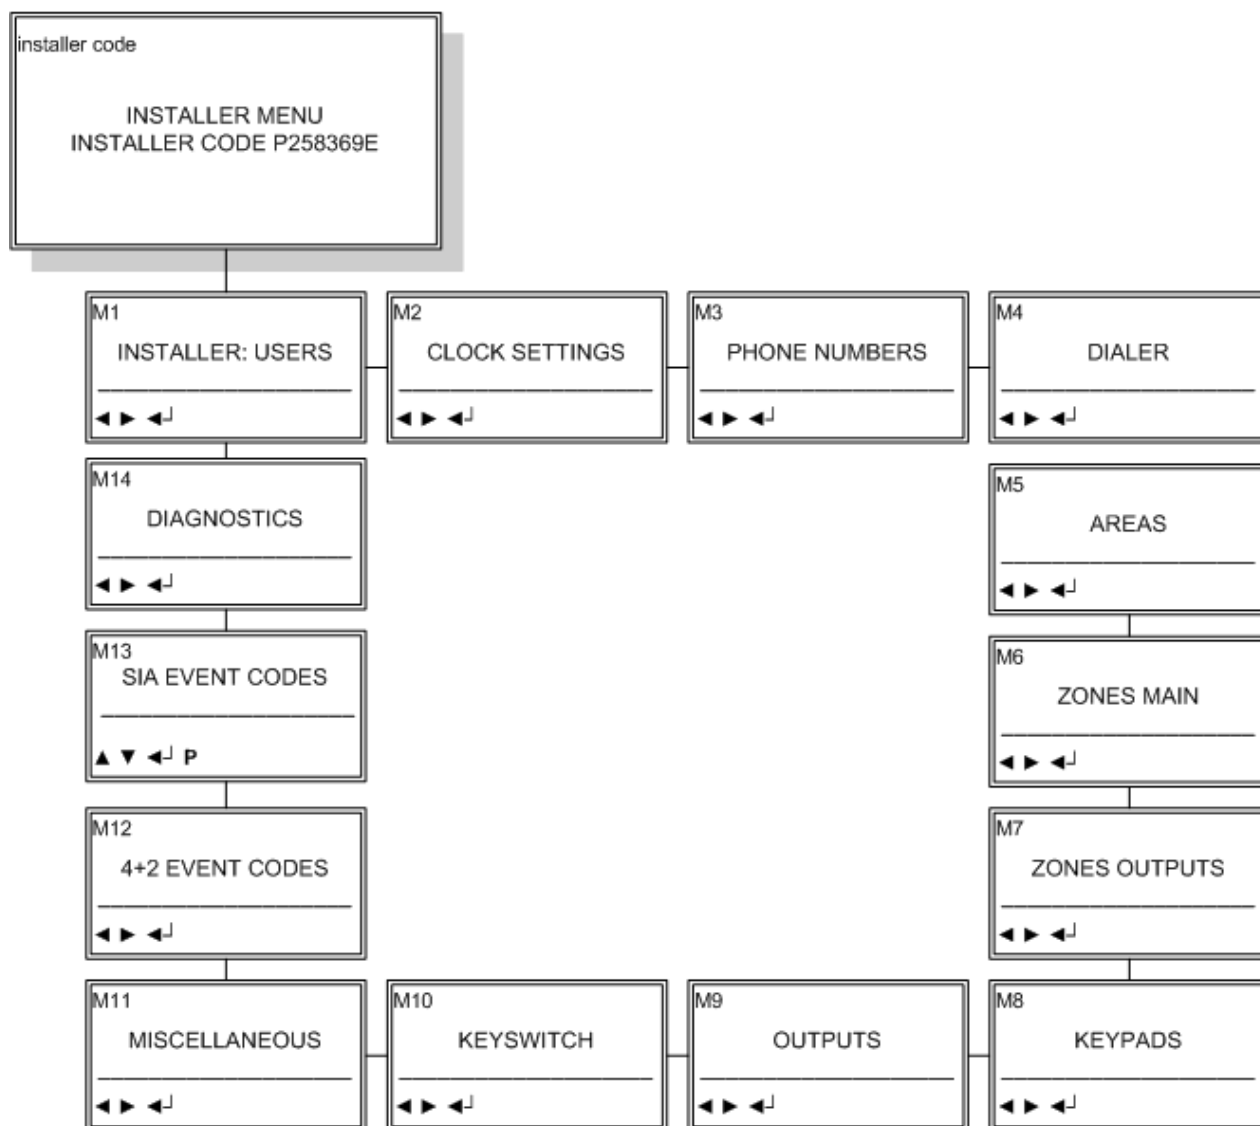 installer code
INSTALLER MENU
INSTALLER CODE P258369E
M1
INSTALLER: USERS
◄ ► ◄┘
M2
CLOCK SETTINGS
◄ ► ◄┘
M3
PHONE NUMBERS
◄ ► ◄┘
M4
DIALER
◄ ► ◄┘
M14
DIAGNOSTICS
◄ ► ◄┘
M5
AREAS
◄ ► ◄┘
M13
SIA EVENT CODES
▲ ▼ ◄┘ P
M6
ZONES MAIN
◄ ► ◄┘
M12
4+2 EVENT CODES
◄ ► ◄┘
M7
ZONES OUTPUTS
◄ ► ◄┘
M11
MISCELLANEOUS
◄ ► ◄┘
M10
KEYSWITCH
◄ ► ◄┘
M9
OUTPUTS
◄ ► ◄┘
M8
KEYPADS
◄ ► ◄┘